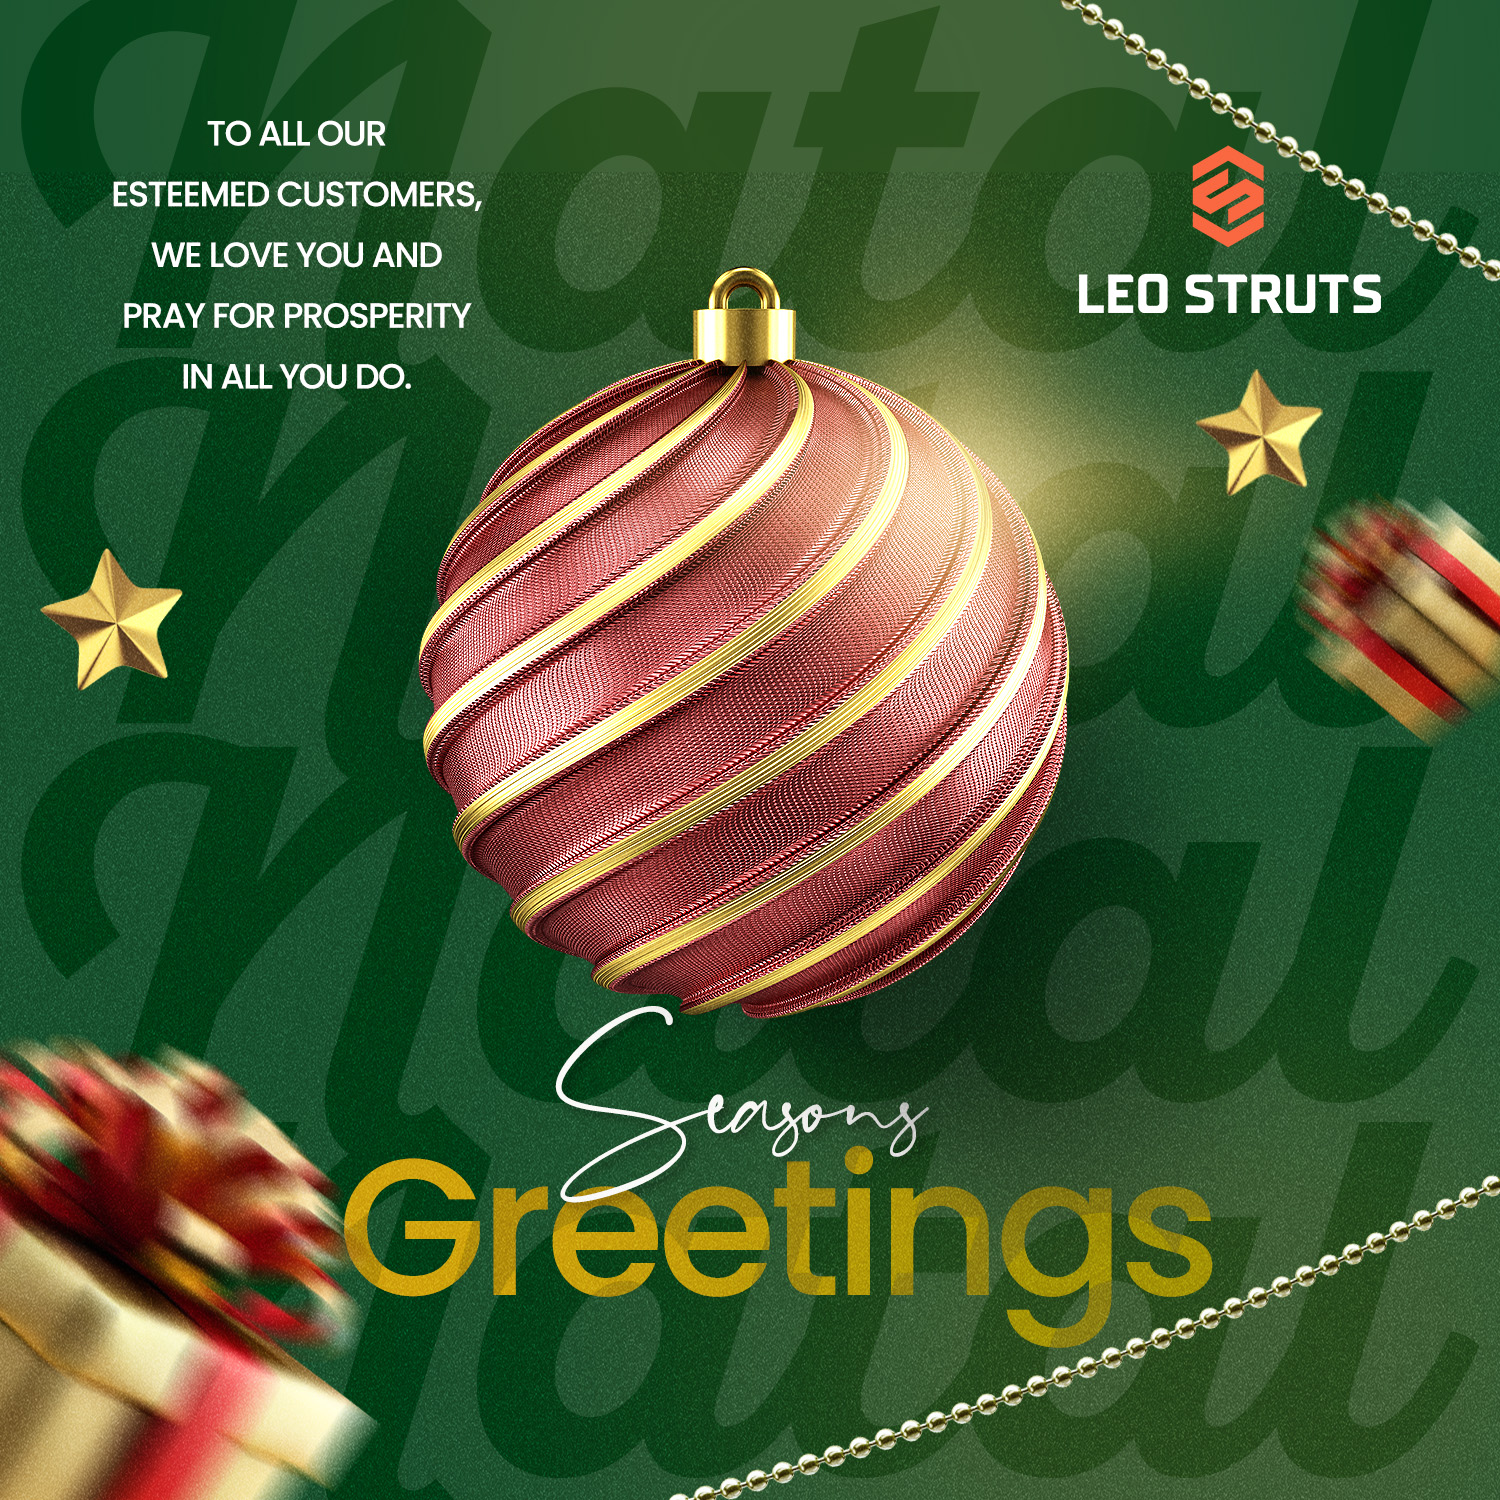 TO ALL OUR
ESTEEMED CUSTOMERS,
WE LOVE YOU AND
PRAY FOR PROSPERITY
IN ALL YOU DO.
LEO STRUTS
Natal
Natal
Natal
Natal
Seasons
Greetings